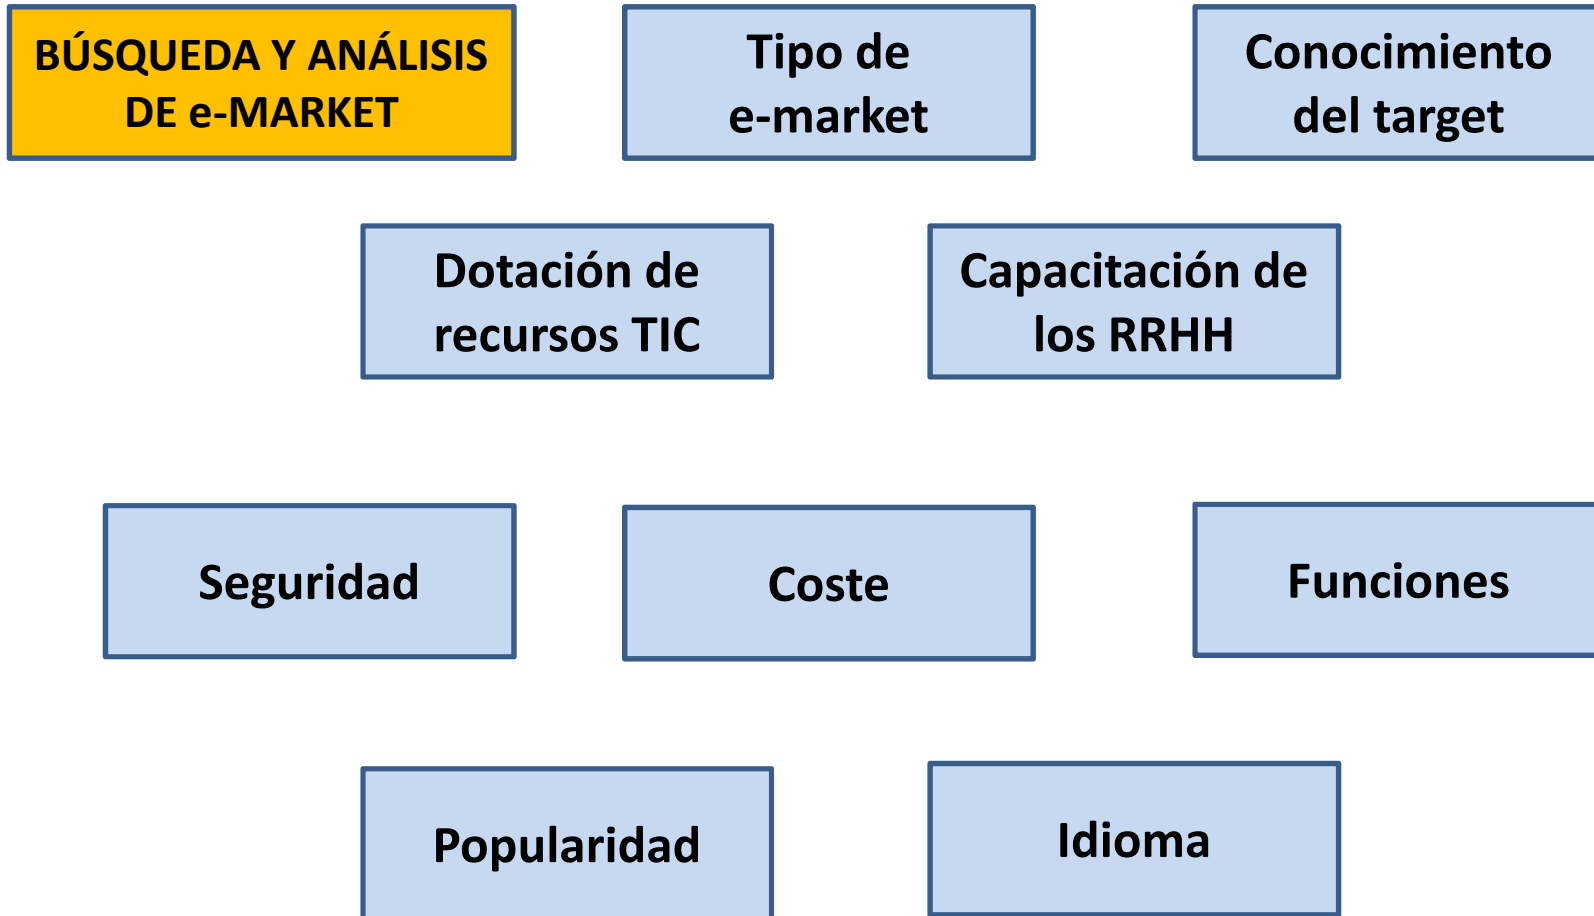 BÚSQUEDA Y ANÁLISIS
DE e-MARKET
Tipo de
e-market
Conocimiento
del target
Dotación de
recursos TIC
Capacitación de
los RRHH
Seguridad
Coste
Funciones
Popularidad
Idioma